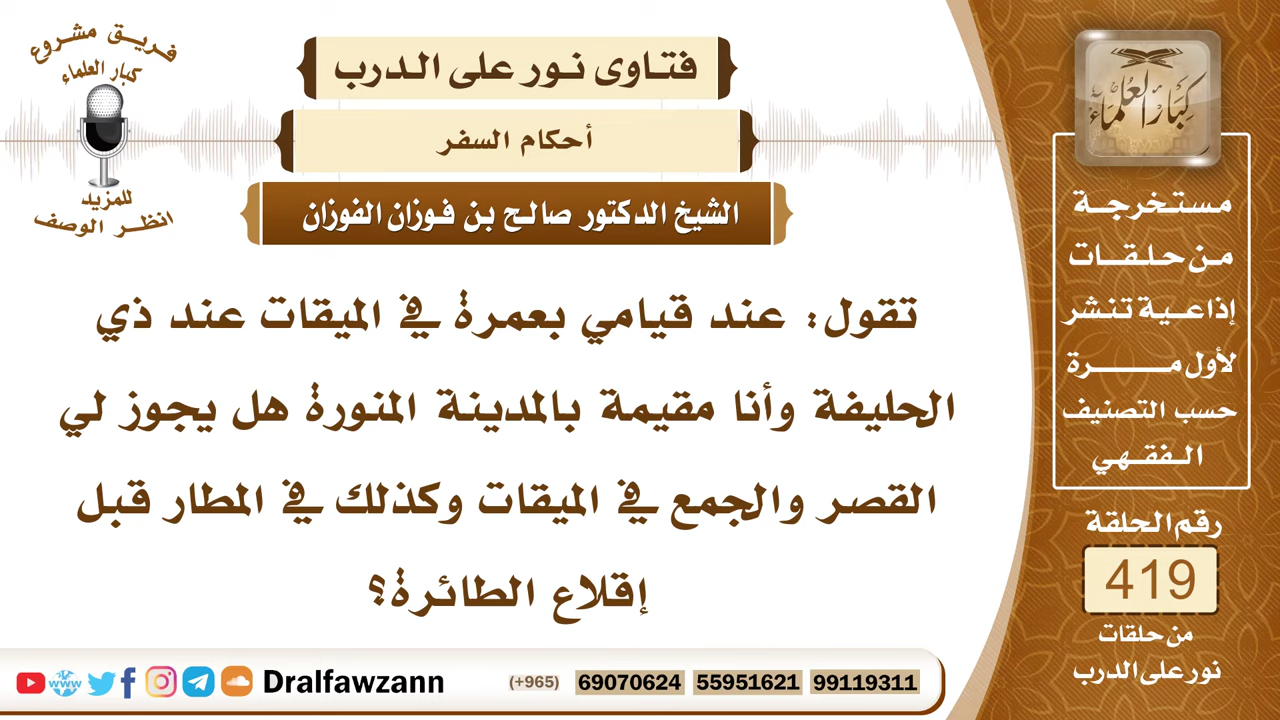 فريق مشروع
كبار العلماء
للمزيد
انظر الوصف
فتاوى نور على الدرب
أحكام السفر
الشيخ الدكتور صالح بن فوزان الفوزان
تقول: عند قيامي بعمرة في الميقات عند ذي
الحليفة وأنا مقيمة بالمدينة المنورة هل يجوز لي
القصر والجمع في الميقات وكذلك في المطار قبل
إقلاع الطائرة؟
كبار العلماء
مستخرجة
من حلقات
إذاعية تنشر
لأول مرة
حسب التصنيف
الفقهي
رقم الحلقة
419
من حلقات
نور على الدرب
www
Dralfawzann
(+965) 69070624 55951621 99119311